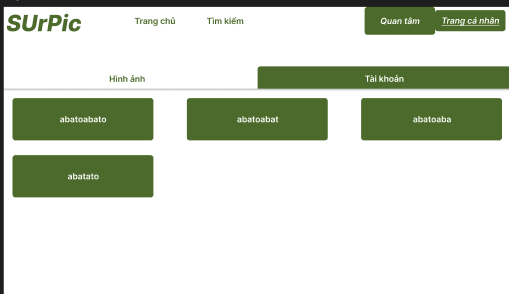 SUrPic Trang chủ Tìm kiếm Quan tâm Trang cá nhân
Hình ảnh Tài khoản
abatoabato abatoabat abatoaba
abatato